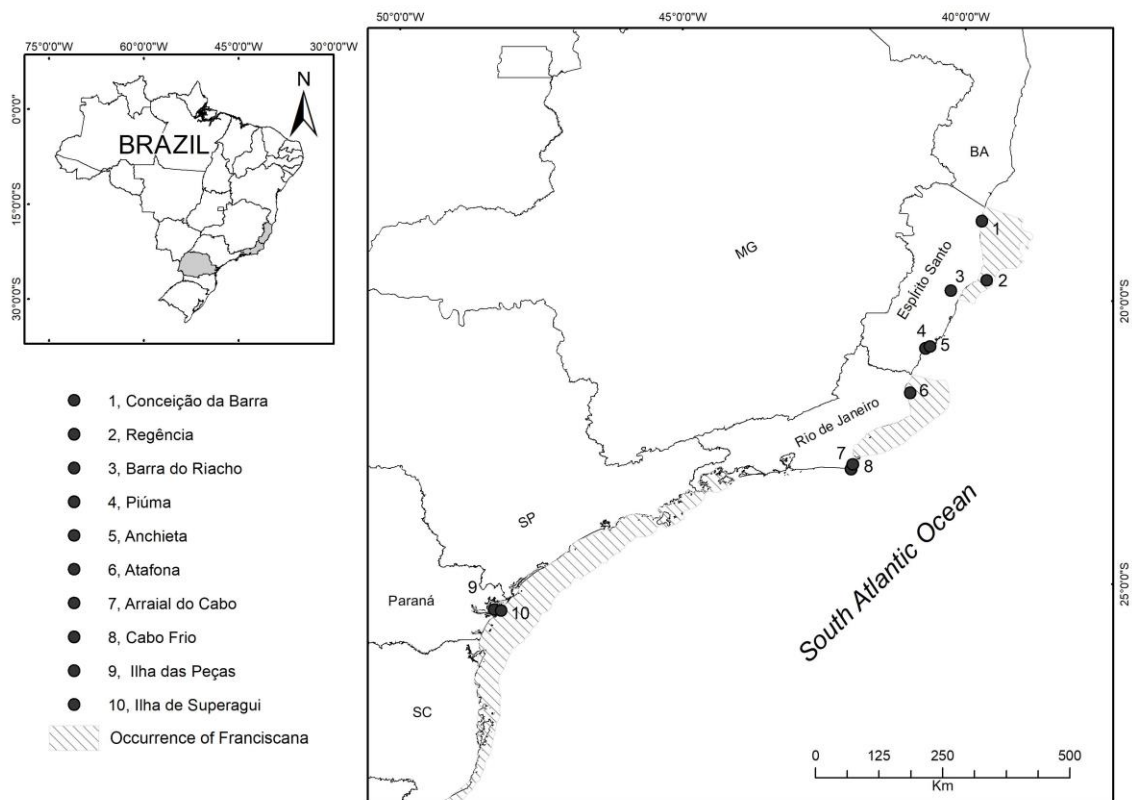 75°0'0"W 60°0'0"W 45°0'0"W 30°0'0"W
0°0'0"
15°0'0"S
30°0'0"S
N
BRAZIL
1, Conceição da Barra
2, Regência
3, Barra do Riacho
4, Piúma
5, Anchieta
6, Atafona
7, Arraial do Cabo
8, Cabo Frio
9, Ilha das Peças
10, Ilha de Superagui
Occurrence of Franciscana
50°0'0"W 45°0'0"W 40°0'0"W
20°0'0"S
25°0'0"S
BA
MG
Espírito Santo
Rio de Janeiro
SP
Paraná
SC
1
2
3
4
5
6
7
8
9
10
South Atlantic Ocean
0 125 250 500
Km